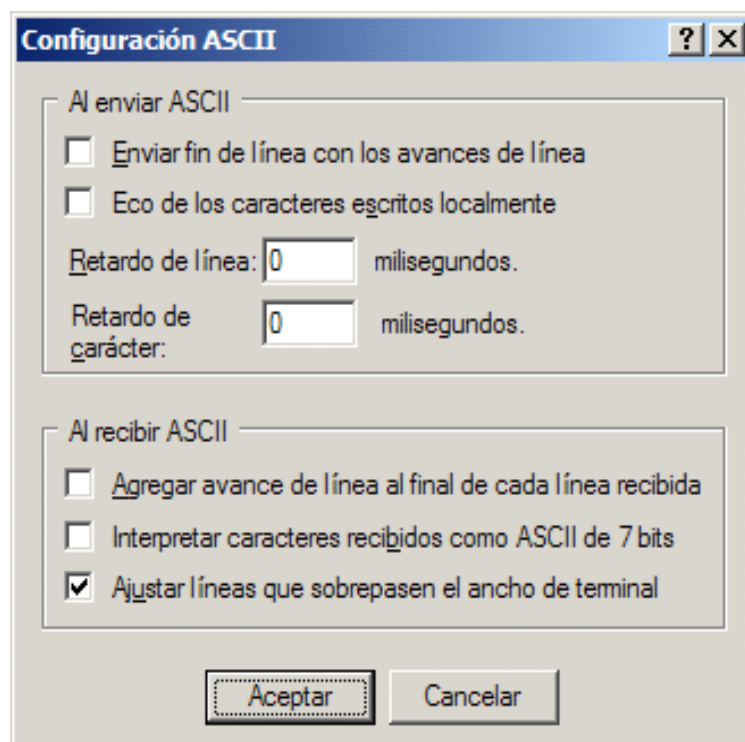 Configuración ASCII
Al enviar ASCII
Enviar fin de línea con los avances de línea
Eco de los caracteres escritos localmente
Retardo de línea: 0 milisegundos.
Retardo de
carácter: 0 milisegundos.
Al recibir ASCII
Agregar avance de línea al final de cada línea recibida
Interpretar caracteres recibidos como ASCII de 7 bits
Ajustar líneas que sobrepasen el ancho de terminal
Aceptar Cancelar